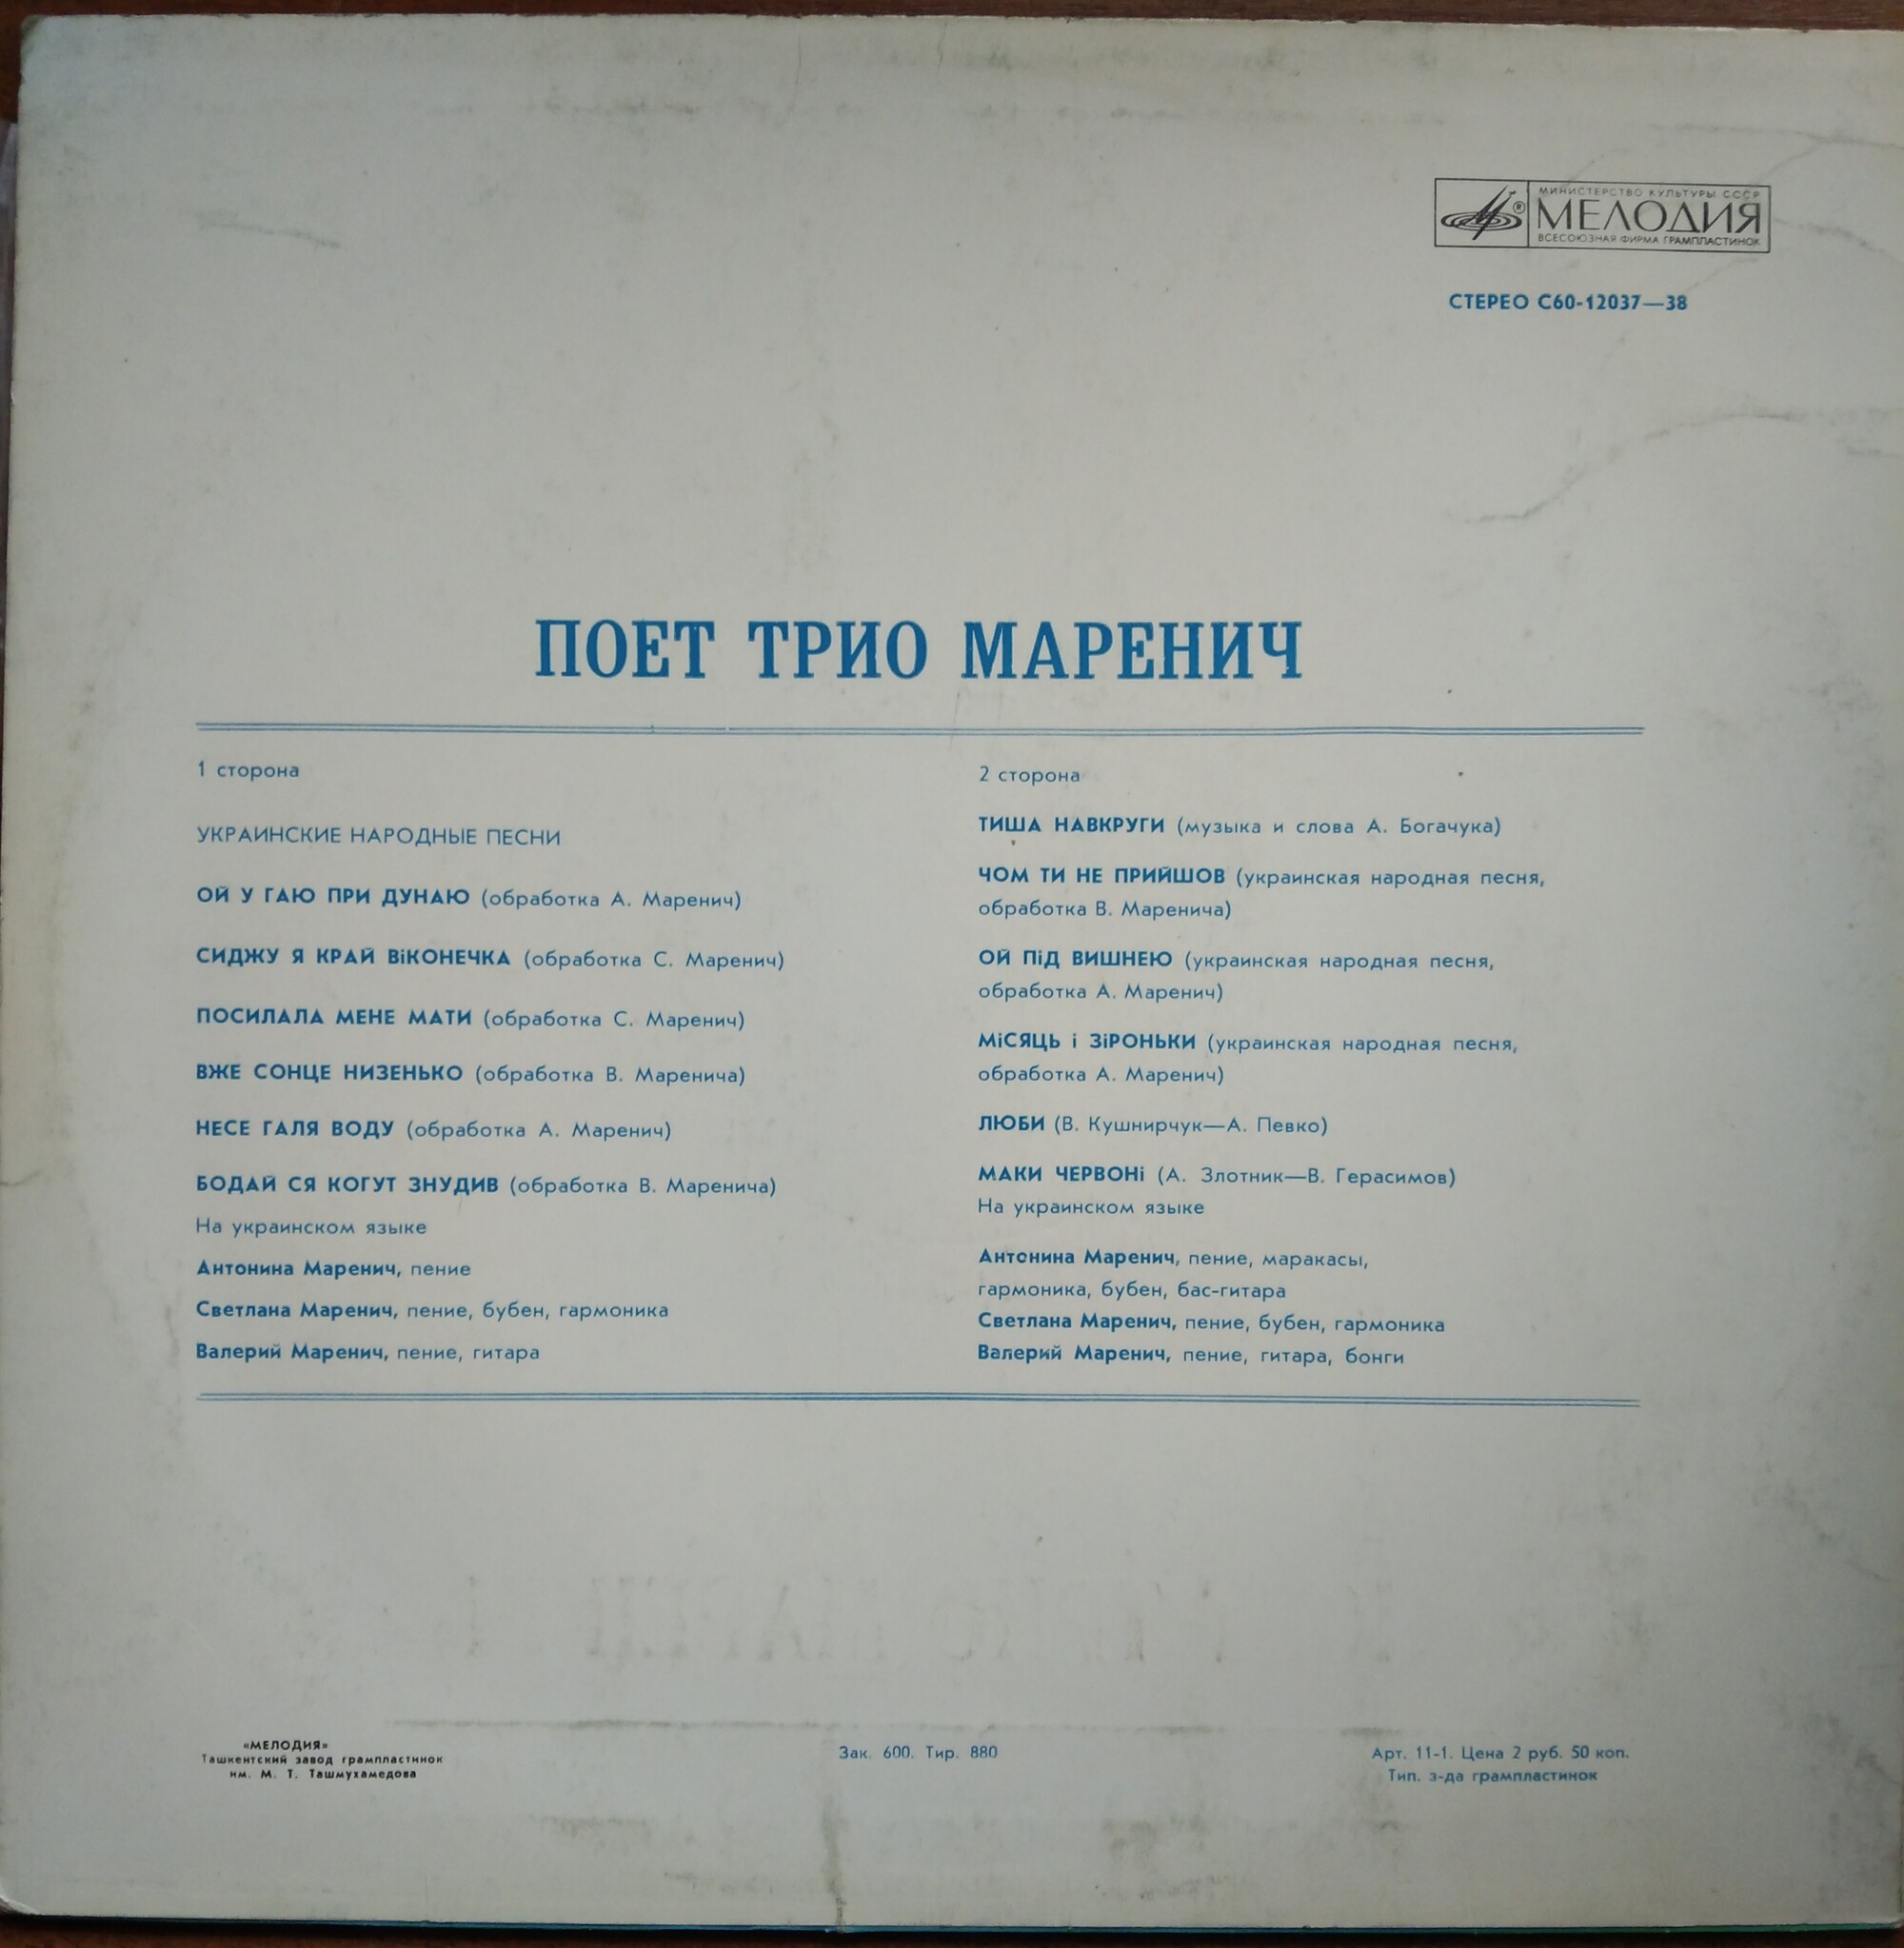 МИНИСТЕРСТВО КУЛЬТУРЫ СССР
МЕЛОДИЯ
ВСЕСОЮЗНАЯ ФИРМА ГРАМПЛАСТИНОК
СТЕРЕО С60-12037—38
ПОЕТ ТРИО МАРЕНИЧ
1 сторона
УКРАИНСКИЕ НАРОДНЫЕ ПЕСНИ
ОЙ У ГАЮ ПРИ ДУНАЮ (обработка А. Маренич)
СИДЖУ Я КРАЙ ВіКОНЕЧКА (обработка С. Маренич)
ПОСИЛАЛА МЕНЕ МАТИ (обработка С. Маренич)
ВЖЕ СОНЦЕ НИЗЕНЬКО (обработка В. Маренича)
НЕСЕ ГАЛЯ ВОДУ (обработка А. Маренич)
БОДАЙ СЯ КОГУТ ЗНУДИВ (обработка В. Маренича)
На украинском языке
Антонина Маренич, пение
Светлана Маренич, пение, бубен, гармоника
Валерий Маренич, пение, гитара
2 сторона
ТИША НАВКРУГИ (музыка и слова А. Богачука)
ЧОМ ТИ НЕ ПРИЙШОВ (украинская народная песня,
обработка В. Маренича)
ОЙ ПіД ВИШНЕЮ (украинская народная песня,
обработка А. Маренич)
МіСЯЦЬ і ЗіРОНЬКИ (украинская народная песня,
обработка А. Маренич)
ЛЮБИ (В. Кушнирчук—А. Певко)
МАКИ ЧЕРВОНі (А. Злотник—В. Герасимов)
На украинском языке
Антонина Маренич, пение, маракасы,
гармоника, бубен, бас-гитара
Светлана Маренич, пение, бубен, гармоника
Валерий Маренич, пение, гитара, бонги
«МЕЛОДИЯ»
Ташкентский завод грампластинок
им. М. Т. Ташмухамедова
Зак. 600. Тир. 880
Арт. 11-1. Цена 2 руб. 50 коп.
Тип. з-да грампластинок